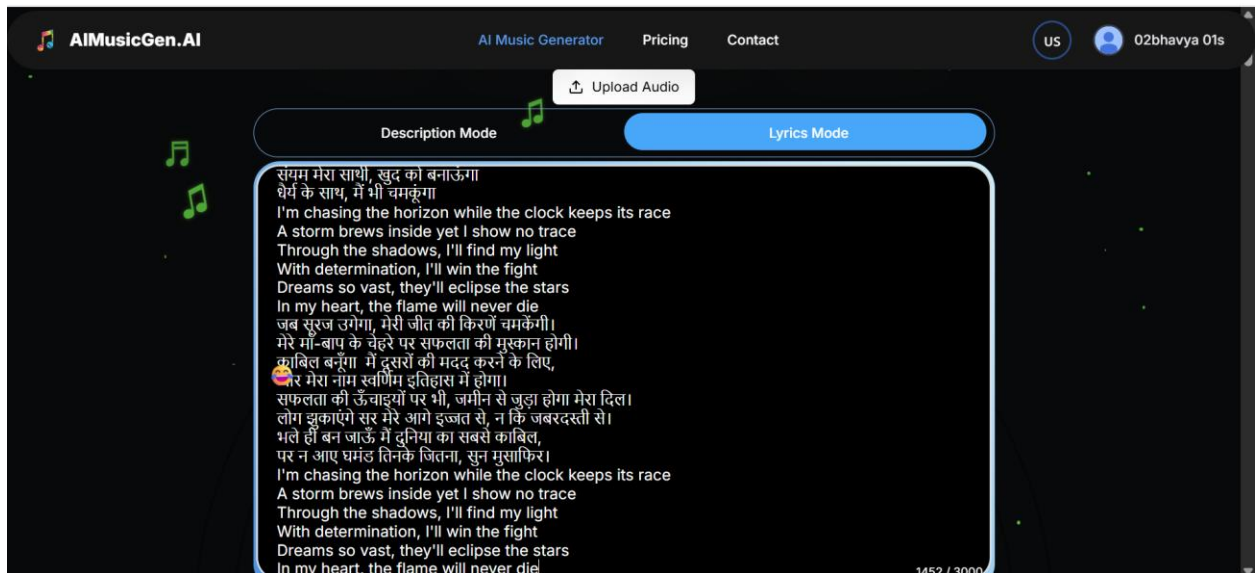 AIMusicGen.AI
AI Music Generator Pricing Contact
US 02bhavya 01s
Upload Audio
Description Mode Lyrics Mode
संयम मेरा साथी, खुद को बनाऊंगा
धैर्य के साथ, मैं भी चमकूंगा
I'm chasing the horizon while the clock keeps its race
A storm brews inside yet I show no trace
Through the shadows, I'll find my light
With determination, I'll win the fight
Dreams so vast, they'll eclipse the stars
In my heart, the flame will never die
जब सूरज उगेगा, मेरी जीत की किरणें चमकेंगी।
मेरे माँ-बाप के चेहरे पर सफलता की मुस्कान होगी।
काबिल बनूँगा मैं दूसरों की मदद करने के लिए,
मेरा नाम स्वर्णिम इतिहास में होगा।
सफलता की ऊँचाइयों पर भी, जमीन से जुड़ा होगा मेरा दिल।
लोग झुकाएंगे सर मेरे आगे इज्जत से, न कि जबरदस्ती से।
भले ही बन जाऊँ मैं दुनिया का सबसे काबिल,
पर न आए घमंड तिनके जितना, सुन मुसाफिर।
I'm chasing the horizon while the clock keeps its race
A storm brews inside yet I show no trace
Through the shadows, I'll find my light
With determination, I'll win the fight
Dreams so vast, they'll eclipse the stars
In my heart, the flame will never die
1452 / 3000